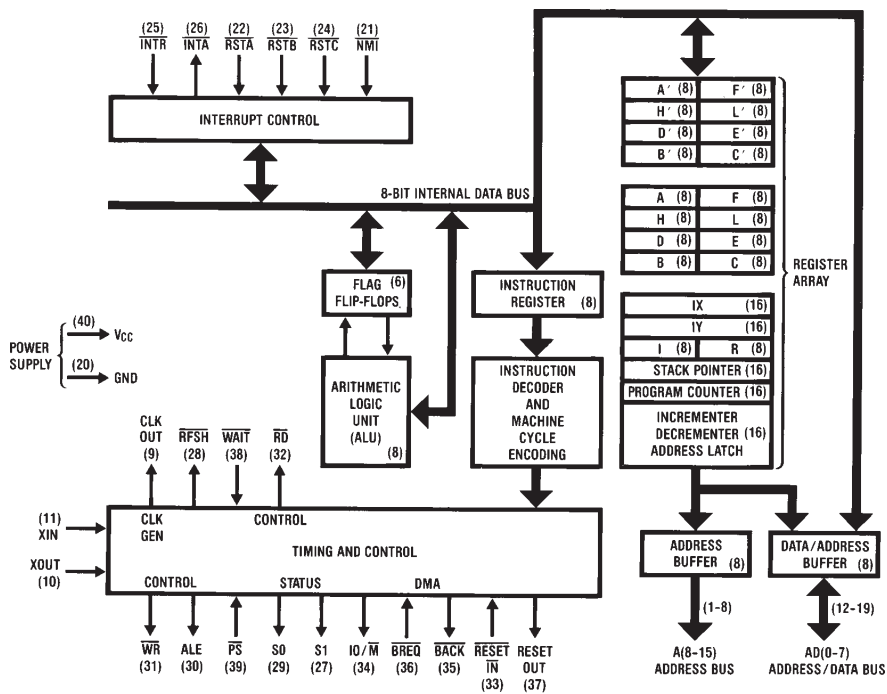 (25) (26) (22) (23) (24) (21)
INTR INTA RSTA RSTB RSTC NMI
INTERRUPT CONTROL
8-BIT INTERNAL DATA BUS
A′ (8) F′ (8)
H′ (8) L′ (8)
D′ (8) E′ (8)
B′ (8) C′ (8)
A (8) F (8)
H (8) L (8)
D (8) E (8)
B (8) C (8)
REGISTER
ARRAY
IX (16)
IY (16)
I (8) R (8)
STACK POINTER (16)
PROGRAM COUNTER (16)
INCREMENTER
DECREMENTER (16)
ADDRESS LATCH
FLAG (6)
FLIP-FLOPS.
INSTRUCTION
REGISTER (8)
POWER
SUPPLY
(40)
VCC
(20)
GND
ARITHMETIC
LOGIC
UNIT
(ALU) (8)
INSTRUCTION
DECODER
AND
MACHINE
CYCLE
ENCODING
CLK
OUT RFSH WAIT RD
(9) (28) (38) (32)
(11)
XIN
XOUT
(10)
CLK
GEN
CONTROL
TIMING AND CONTROL
CONTROL STATUS DMA
WR ALE PS S0 S1 IO/M BREQ BACK RESET RESET
IN OUT
(31) (30) (39) (29) (27) (34) (36) (35) (33) (37)
ADDRESS
BUFFER (8)
DATA/ADDRESS
BUFFER (8)
(1-8)
(12-19)
A(8-15)
ADDRESS BUS
AD(0-7)
ADDRESS/DATA BUS